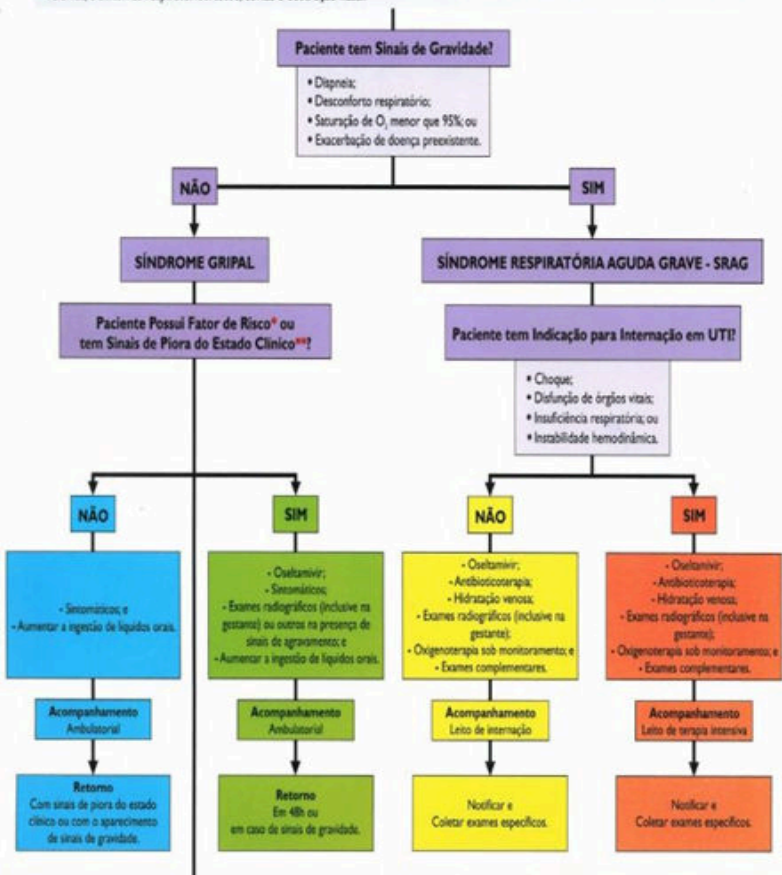 Paciente tem Sinais de Gravidade?
• Dispneia;
• Desconforto respiratório;
• Saturação de O₂ menor que 95%; ou
• Exacerbação de doença preexistente.
NÃO
SIM
SÍNDROME GRIPAL
SÍNDROME RESPIRATÓRIA AGUDA GRAVE - SRAG
Paciente Possui Fator de Risco* ou
tem Sinais de Piora do Estado Clínico**?
Paciente tem Indicação para Internação em UTI?
• Choque;
• Disfunção de órgãos vitais;
• Insuficiência respiratória; ou
• Instabilidade hemodinâmica.
NÃO
SIM
NÃO
SIM
- Sintomáticos; e
- Aumentar a ingestão de líquidos orais.
- Oseltamivir;
- Sintomáticos;
- Exames radiográficos (inclusive na
gestante) ou outros na presença de
sinais de agravamento; e
- Aumentar a ingestão de líquidos orais.
- Oseltamivir;
- Antibioticoterapia;
- Hidratação venosa;
- Exames radiográficos (inclusive na
gestante);
- Oxigenoterapia sob monitoramento; e
- Exames complementares.
- Oseltamivir;
- Antibioticoterapia;
- Hidratação venosa;
- Exames radiográficos (inclusive na
gestante);
- Oxigenoterapia sob monitoramento; e
- Exames complementares.
Acompanhamento
Ambulatorial
Acompanhamento
Ambulatorial
Acompanhamento
Leito de internação
Acompanhamento
Leito de terapia intensiva
Retorno
Com sinais de piora do estado
clínico ou com o aparecimento
de sinais de gravidade.
Retorno
Em 48h ou
em caso de sinais de gravidade.
Notificar e
Coletar exames específicos.
Notificar e
Coletar exames específicos.